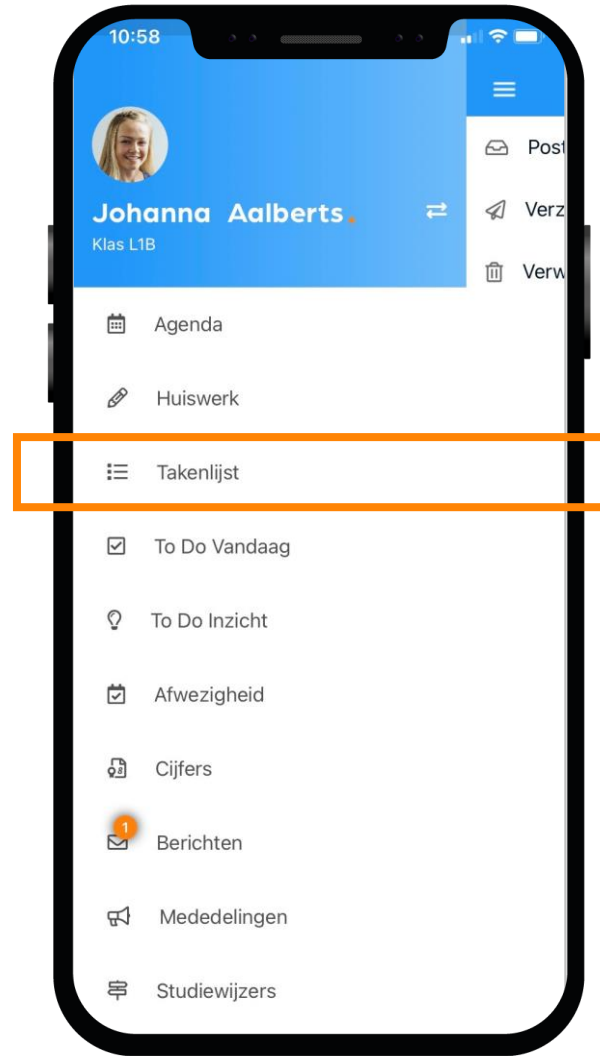 10:58
Johanna Aalberts.
Klas L1B
Post
Verz
Verw
Agenda
Huiswerk
Takenlijst
To Do Vandaag
To Do Inzicht
Afwezigheid
Cijfers
1
Berichten
Mededelingen
Studiewijzers